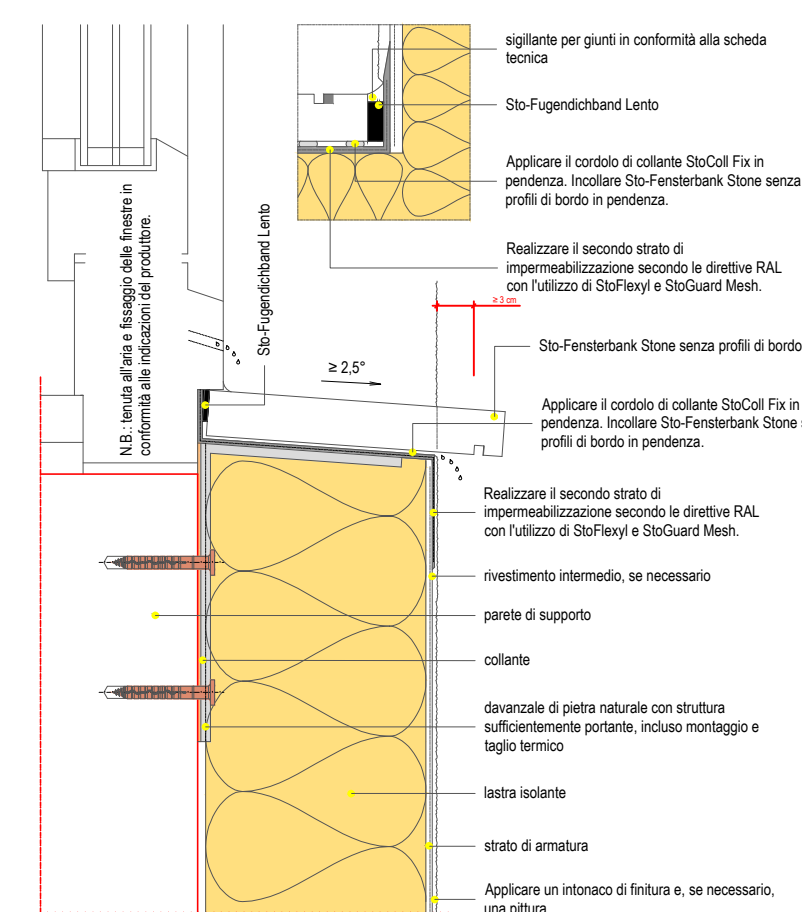 sigillante per giunti in conformità alla scheda
tecnica
Sto-Fugendichband Lento
Applicare il cordolo di collante StoColl Fix in
pendenza. Incollare Sto-Fensterbank Stone senza
profili di bordo in pendenza.
Realizzare il secondo strato di
impermeabilizzazione secondo le direttive RAL
con l'utilizzo di StoFlexyl e StoGuard Mesh.
≥ 3 cm
N.B.: tenuta all'aria e fissaggio delle finestre in
conformità alle indicazioni del produttore.
Sto-Fugendichband Lento
≥ 2,5°
Sto-Fensterbank Stone senza profili di bordo
Applicare il cordolo di collante StoColl Fix in
pendenza. Incollare Sto-Fensterbank Stone
profili di bordo in pendenza.
Realizzare il secondo strato di
impermeabilizzazione secondo le direttive RAL
con l'utilizzo di StoFlexyl e StoGuard Mesh.
rivestimento intermedio, se necessario
parete di supporto
collante
davanzale di pietra naturale con struttura
sufficientemente portante, incluso montaggio e
taglio termico
lastra isolante
strato di armatura
Applicare un intonaco di finitura e, se necessario,
una pittura